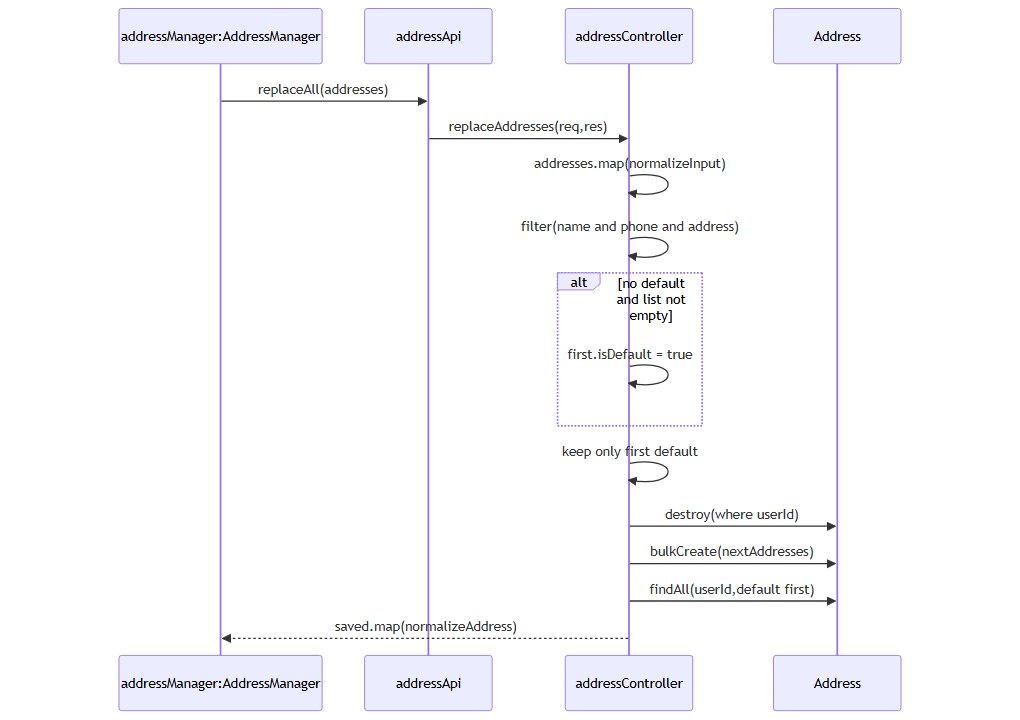 addressManager:AddressManager
addressApi
addressController
Address
replaceAll(addresses)
replaceAddresses(req,res)
addresses.map(normalizeInput)
filter(name and phone and address)
alt
[no default
and list not
empty]
first.isDefault = true
keep only first default
destroy(where userId)
bulkCreate(nextAddresses)
findAll(userId,default first)
saved.map(normalizeAddress)
addressManager:AddressManager
addressApi
addressController
Address